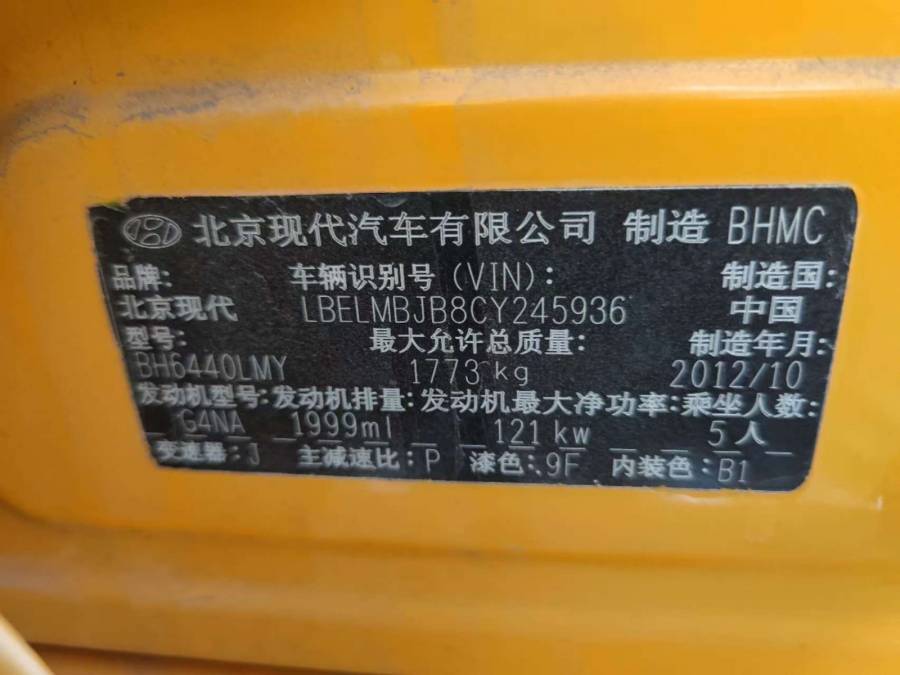 北京现代汽车有限公司 制造 BHMC
品牌: 车辆识别号(VIN): 制造国:
北京现代 LBELMBJB8CY245936 中国
型号: 最大允许总质量: 制造年月:
BH6440LMY 1773 kg 2012/10
发动机型号: 发动机排量: 发动机最大净功率: 乘坐人数:
G4NA 1999ml 121 kw 5人
变速器: J 主减速比: P 漆色: 9F 内装色: B1